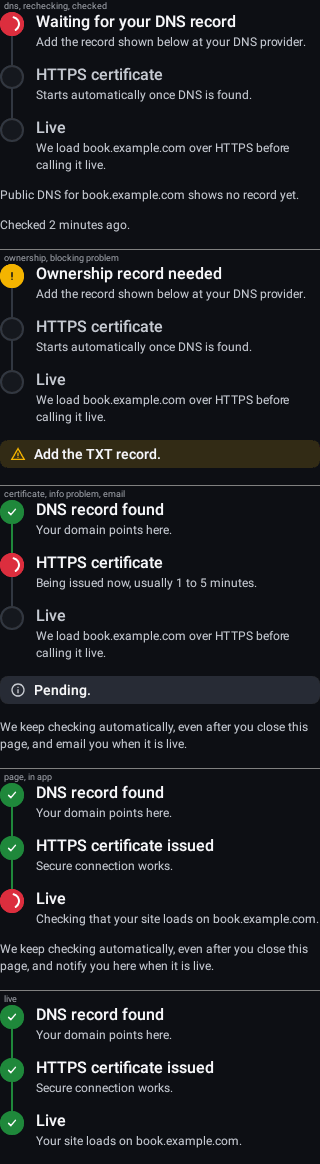 dns, rechecking, checked
Waiting for your DNS record
Add the record shown below at your DNS provider.
HTTPS certificate
Starts automatically once DNS is found.
Live
We load book.example.com over HTTPS before
calling it live.
Public DNS for book.example.com shows no record yet.
Checked 2 minutes ago.
ownership, blocking problem
Ownership record needed
Add the record shown below at your DNS provider.
HTTPS certificate
Starts automatically once DNS is found.
Live
We load book.example.com over HTTPS before
calling it live.
Add the TXT record.
certificate, info problem, email
DNS record found
Your domain points here.
HTTPS certificate
Being issued now, usually 1 to 5 minutes.
Live
We load book.example.com over HTTPS before
calling it live.
Pending.
We keep checking automatically, even after you close this
page, and email you when it is live.
page, in app
DNS record found
Your domain points here.
HTTPS certificate issued
Secure connection works.
Live
Checking that your site loads on book.example.com.
We keep checking automatically, even after you close this
page, and notify you here when it is live.
live
DNS record found
Your domain points here.
HTTPS certificate issued
Secure connection works.
Live
Your site loads on book.example.com.